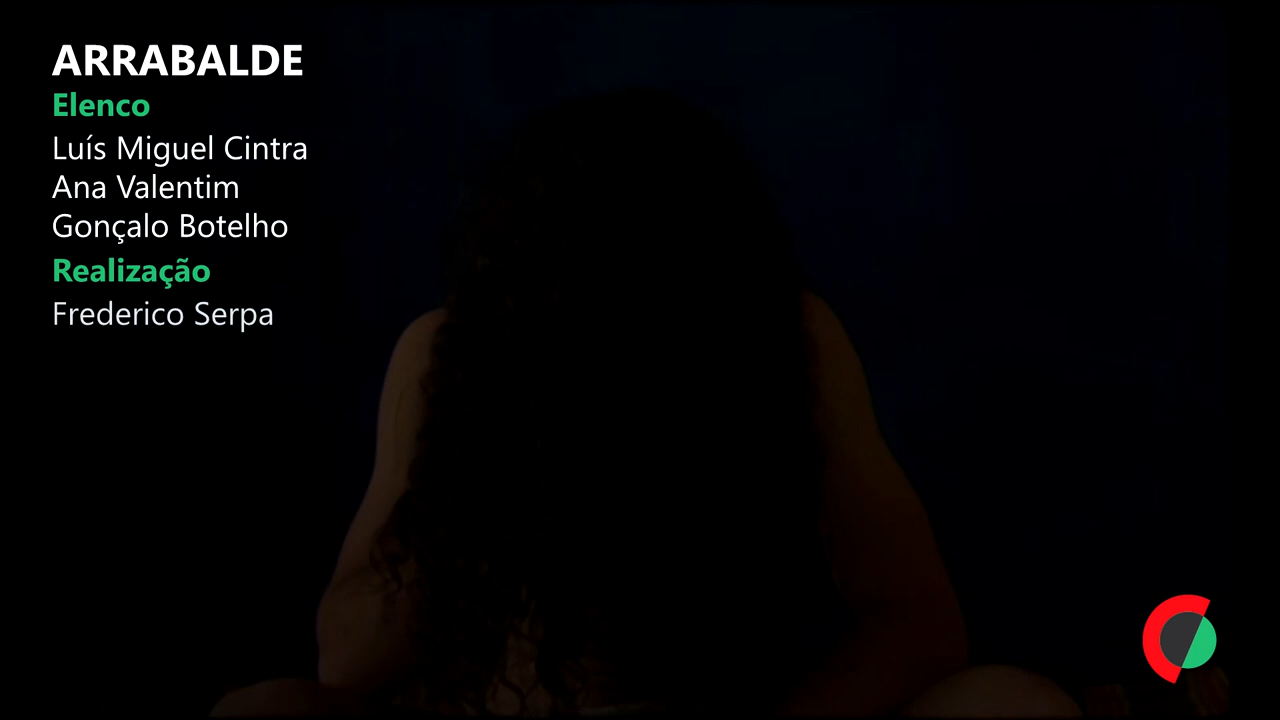 ARRABALDE
Elenco
Luís Miguel Cintra
Ana Valentim
Gonçalo Botelho
Realização
Frederico Serpa